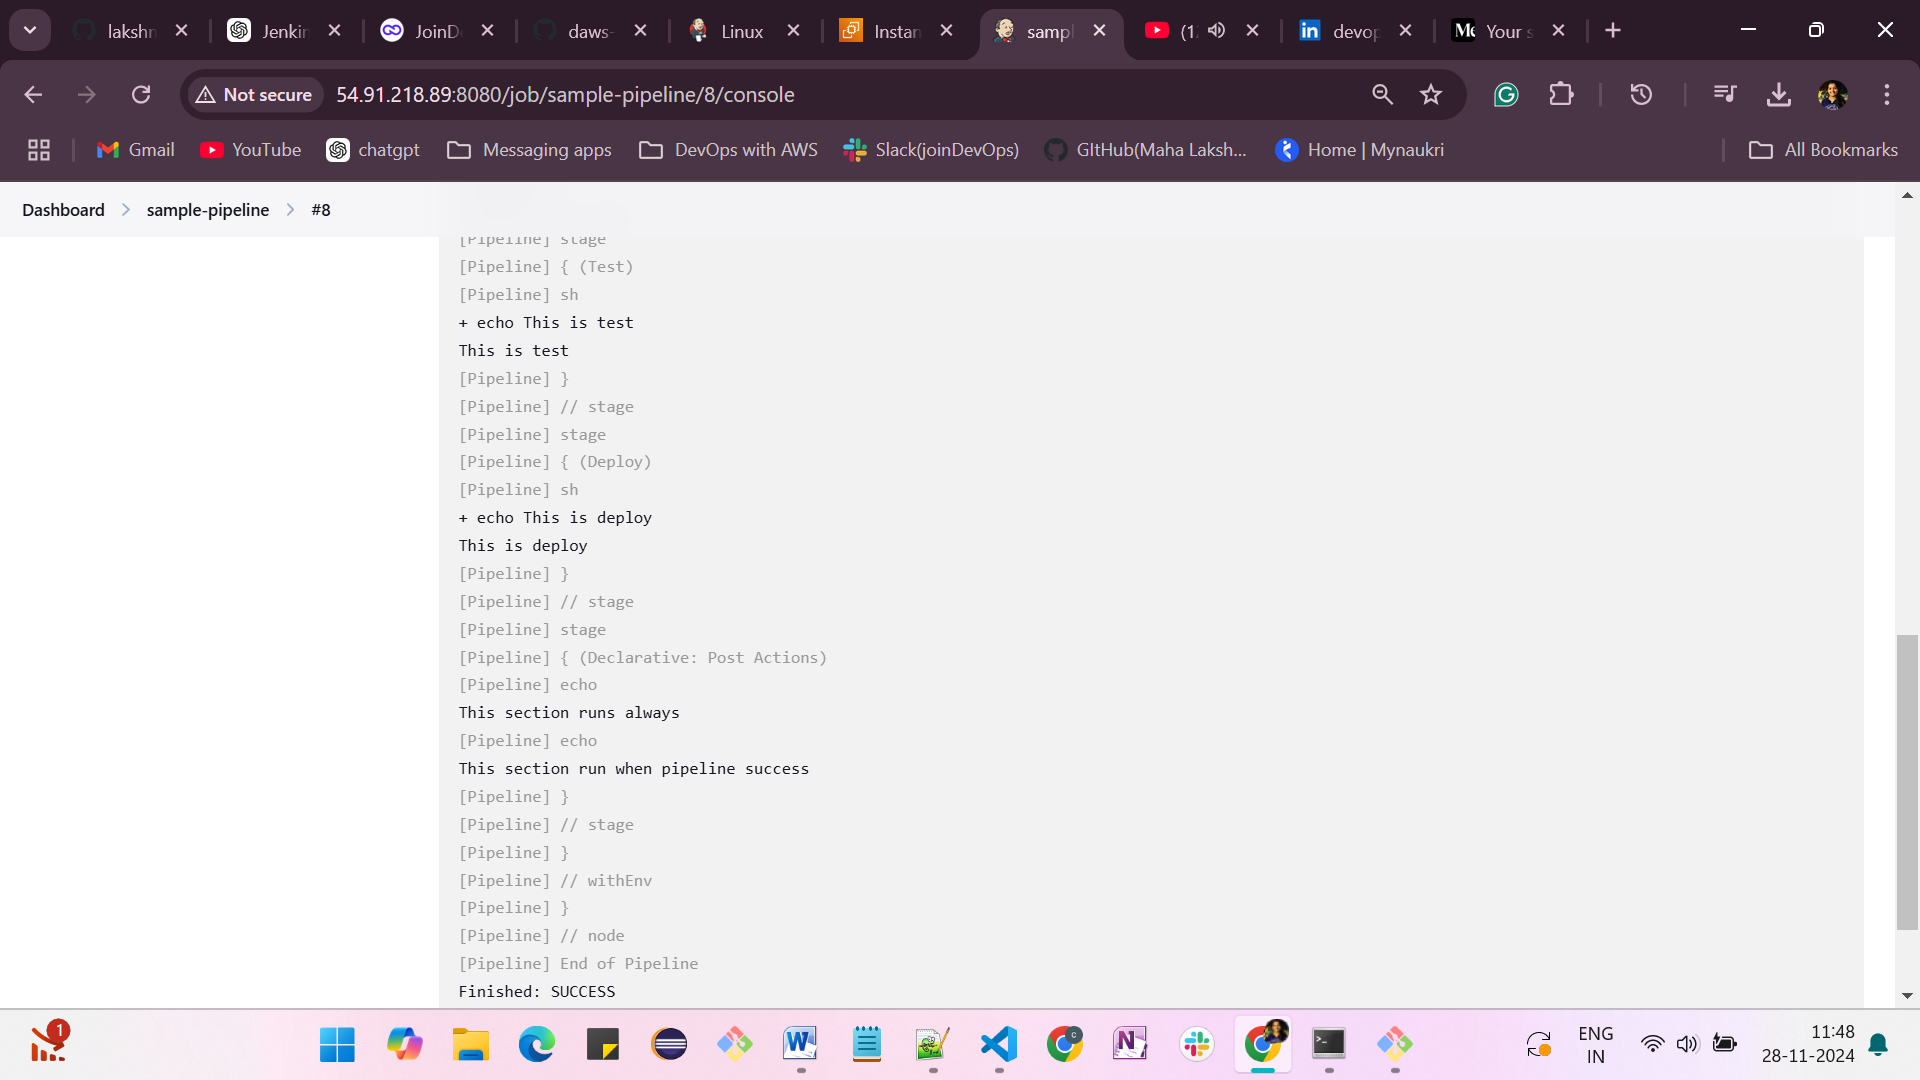 lakshn
Jenkin
JoinD
daws-
Linux
Instan
sampl
(1
devop
Your s
Not secure
54.91.218.89:8080/job/sample-pipeline/8/console
Gmail
YouTube
chatgpt
Messaging apps
DevOps with AWS
Slack(joinDevOps)
GItHub(Maha Laksh...
Home | Mynaukri
All Bookmarks
Dashboard
sample-pipeline
#8
[Pipeline] stage
[Pipeline] { (Test)
[Pipeline] sh
+ echo This is test
This is test
[Pipeline] }
[Pipeline] // stage
[Pipeline] stage
[Pipeline] { (Deploy)
[Pipeline] sh
+ echo This is deploy
This is deploy
[Pipeline] }
[Pipeline] // stage
[Pipeline] stage
[Pipeline] { (Declarative: Post Actions)
[Pipeline] echo
This section runs always
[Pipeline] echo
This section run when pipeline success
[Pipeline] }
[Pipeline] // stage
[Pipeline] }
[Pipeline] // withEnv
[Pipeline] }
[Pipeline] // node
[Pipeline] End of Pipeline
Finished: SUCCESS
1
ENG
IN
11:48
28-11-2024